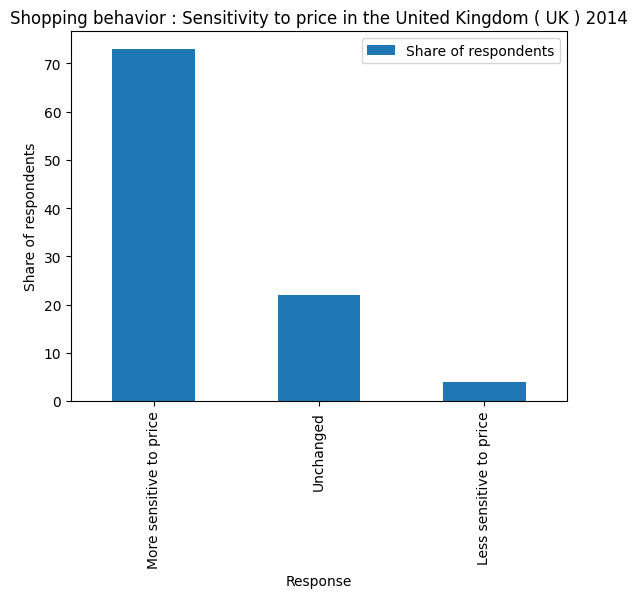 Shopping behavior : Sensitivity to price in the United Kingdom ( UK ) 2014
Share of respondents
Share of respondents
70
60
50
40
30
20
10
0
More sensitive to price
Unchanged
Less sensitive to price
Response